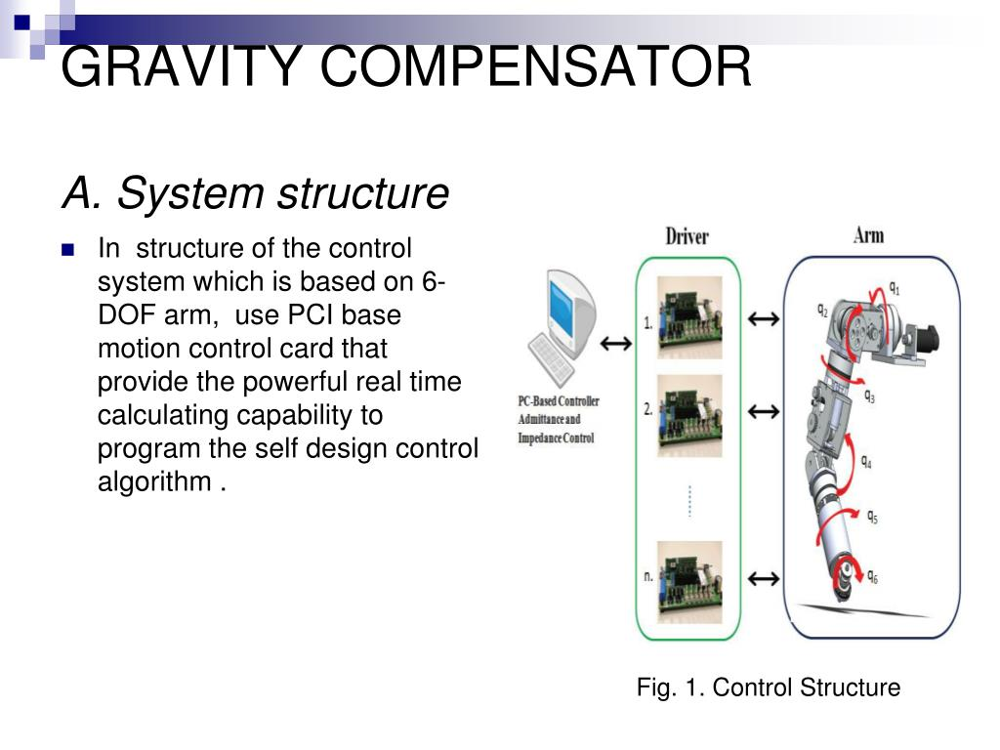 GRAVITY COMPENSATOR
A. System structure
In  structure of the control
system which is based on 6-
DOF arm,  use PCI base
motion control card that
provide the powerful real time
calculating capability to
program the self design control
algorithm .
Driver
Arm
1.
2.
n.
PC-Based Controller
Admittance and
Impedance Control
q1
q2
q3
q4
q5
q6
Fig. 1. Control Structure